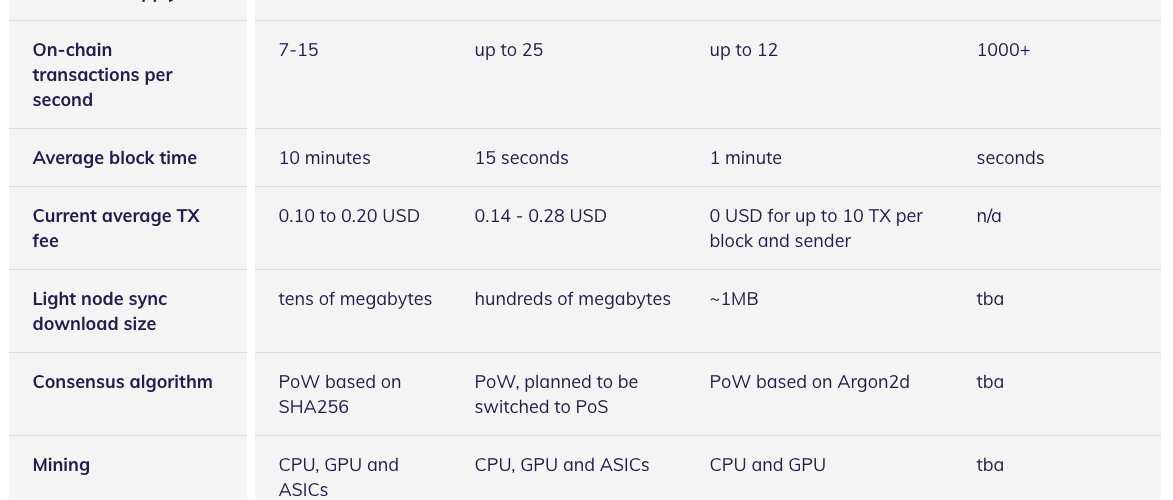 On-chain 7-15 up to 25 up to 12 1000+
transactions per
second
Average block time 10 minutes 15 seconds 1 minute seconds
Current average TX 0.10 to 0.20 USD 0.14 - 0.28 USD 0 USD for up to 10 TX per n/a
fee block and sender
Light node sync tens of megabytes hundreds of megabytes ~1MB tba
download size
Consensus algorithm PoW based on PoW, planned to be PoW based on Argon2d tba
SHA256 switched to PoS
Mining CPU, GPU and CPU, GPU and ASICs CPU and GPU tba
ASICs